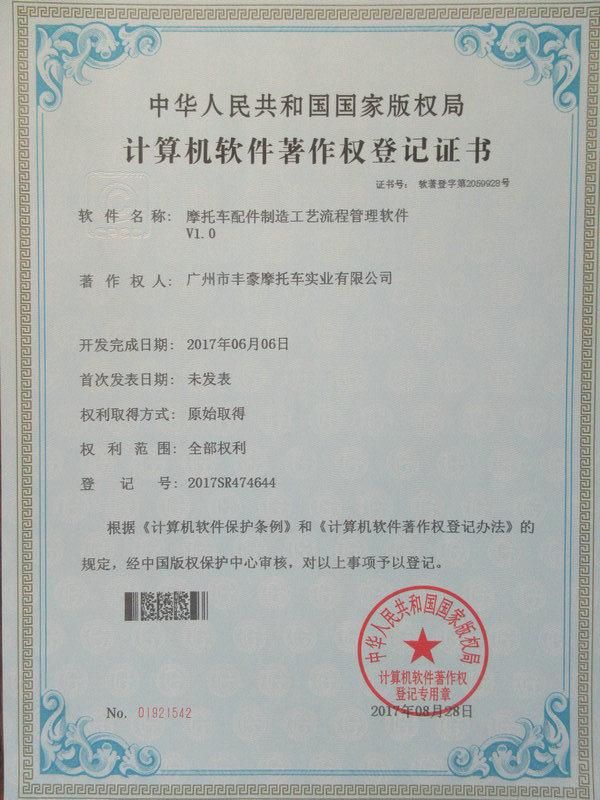 中华人民共和国国家版权局
计算机软件著作权登记证书
证书号： 软著登字第2059928号
软件名称： 摩托车配件制造工艺流程管理软件
V1.0
著作权人： 广州市丰豪摩托车实业有限公司
开发完成日期： 2017年06月06日
首次发表日期： 未发表
权利取得方式： 原始取得
权利范围： 全部权利
登记号： 2017SR474644
根据《计算机软件保护条例》和《计算机软件著作权登记办法》的
规定，经中国版权保护中心审核，对以上事项予以登记。
中华人民共和国国家版权局
计算机软件著作权
登记专用章
No. 01921542
2017年08月28日